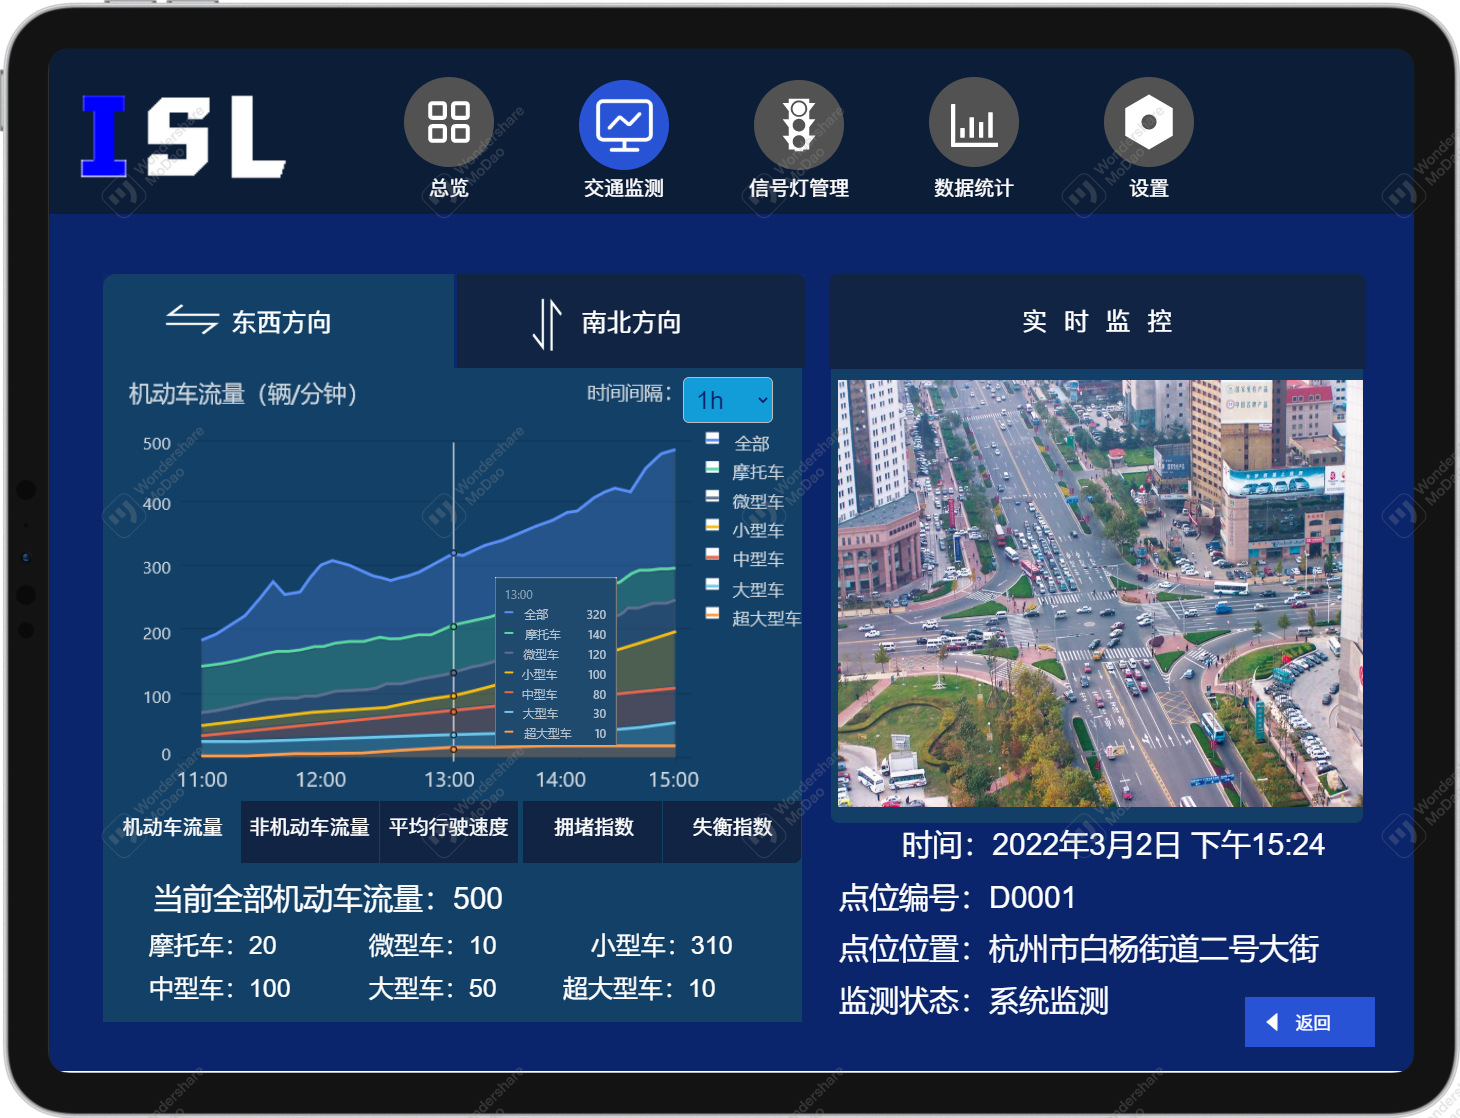 ISL
总览
交通监测
信号灯管理
数据统计
设置
东西方向
南北方向
实时监控
机动车流量（辆/分钟）
时间间隔：
1h
500
400
300
200
100
0
11:00
12:00
13:00
14:00
15:00
全部
摩托车
微型车
小型车
中型车
大型车
超大型车
13:00
全部 320
摩托车 140
微型车 120
小型车 100
中型车 80
大型车 30
超大型车 10
机动车流量
非机动车流量
平均行驶速度
拥堵指数
失衡指数
当前全部机动车流量：500
摩托车：20 微型车：10 小型车：310
中型车：100 大型车：50 超大型车：10
时间：2022年3月2日 下午15:24
点位编号：D0001
点位位置：杭州市白杨街道二号大街
监测状态：系统监测
返回
Wondershare
MoDao